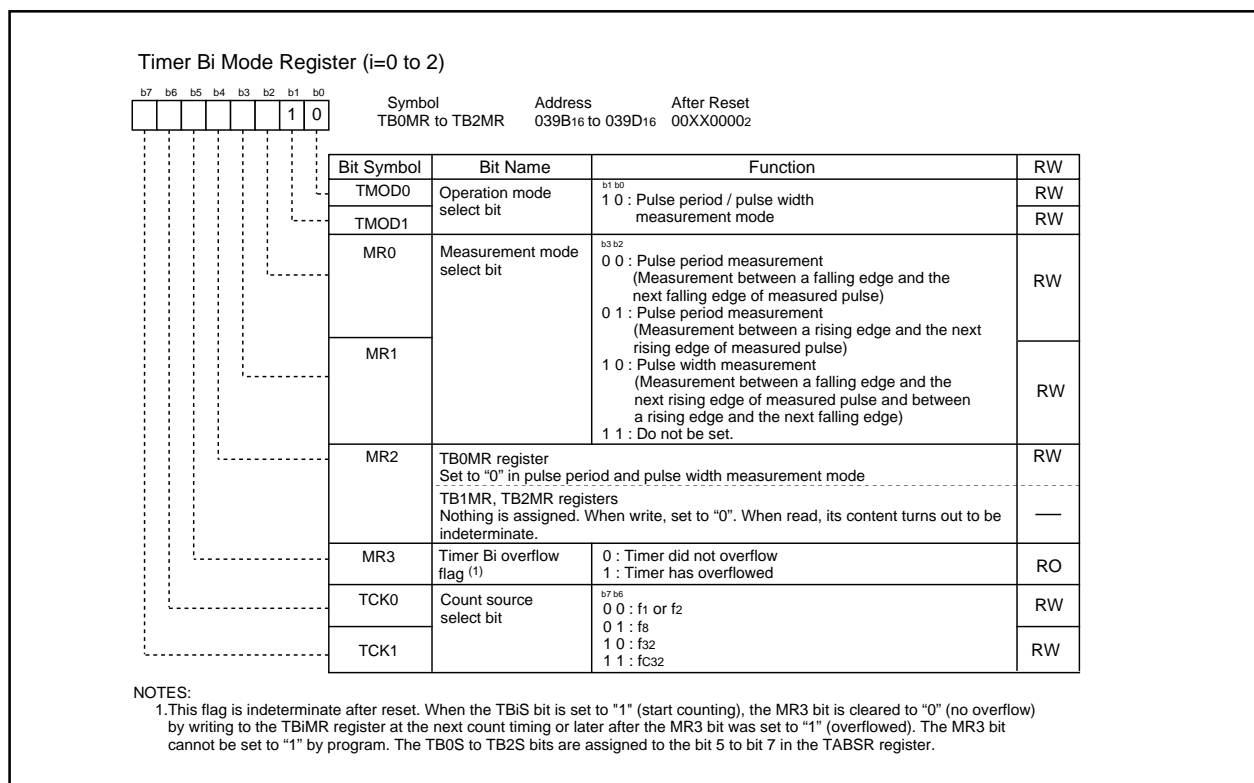 Timer Bi Mode Register (i=0 to 2)
b7 b6 b5 b4 b3 b2 b1 b0
1 0
Symbol Address After Reset
TB0MR to TB2MR 039B16 to 039D16 00XX00002
Bit Symbol Bit Name Function RW
TMOD0 Operation mode select bit b1 b0 RW
1 0 : Pulse period / pulse width
measurement mode
TMOD1 RW
MR0 Measurement mode select bit b3 b2 RW
0 0 : Pulse period measurement
(Measurement between a falling edge and the
next falling edge of measured pulse)
0 1 : Pulse period measurement
(Measurement between a rising edge and the next
rising edge of measured pulse)
MR1 RW
1 0 : Pulse width measurement
(Measurement between a falling edge and the
next rising edge of measured pulse and between
a rising edge and the next falling edge)
1 1 : Do not be set.
MR2 TB0MR register RW
Set to “0” in pulse period and pulse width measurement mode
TB1MR, TB2MR registers —
Nothing is assigned. When write, set to “0”. When read, its content turns out to be
indeterminate.
MR3 Timer Bi overflow 0 : Timer did not overflow RO
flag (1) 1 : Timer has overflowed
TCK0 Count source select bit b7 b6 RW
0 0 : f1 or f2
0 1 : f8
TCK1 1 0 : f32 RW
1 1 : fC32
NOTES:
1.This flag is indeterminate after reset. When the TBiS bit is set to "1" (start counting), the MR3 bit is cleared to “0” (no overflow)
by writing to the TBiMR register at the next count timing or later after the MR3 bit was set to “1” (overflowed). The MR3 bit
cannot be set to “1” by program. The TB0S to TB2S bits are assigned to the bit 5 to bit 7 in the TABSR register.